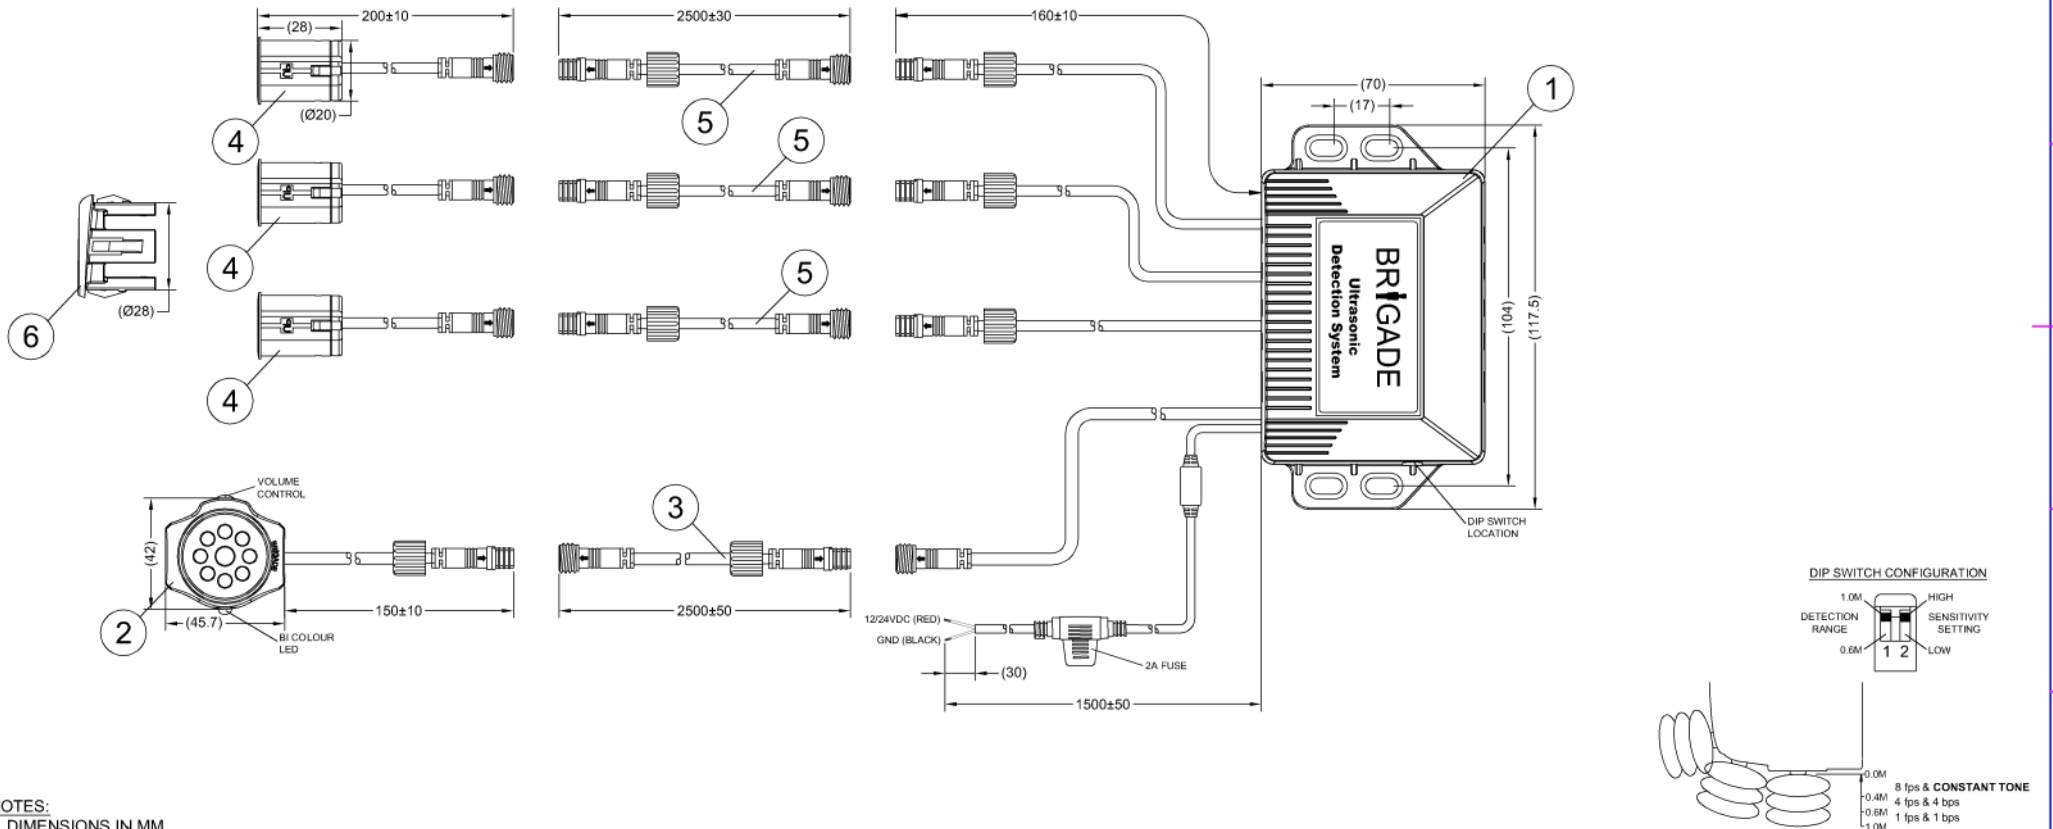 200±10
2500±30
160±10
(28)
(70)
(17)
1
(Ø20)
4
5
5
4
5
4
6
(Ø28)
BRIGADE
Ultrasonic
Detection System
(104)
(117.5)
VOLUME
CONTROL
3
(42)
2
(45.7)
150±10
2500±50
BI COLOUR
LED
12/24VDC (RED)
GND (BLACK)
(30)
2A FUSE
1500±50
DIP SWITCH
LOCATION
DIP SWITCH CONFIGURATION
1.0M
HIGH
DETECTION
RANGE
SENSITIVITY
SETTING
0.6M
1 2
LOW
0.0M
8 fps & CONSTANT TONE
0.4M
4 fps & 4 bps
0.6M
1 fps & 1 bps
1.0M
OTES:
DIMENSIONS IN MM